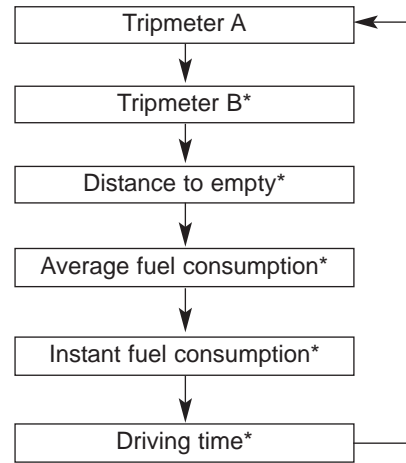 Tripmeter A
Tripmeter B*
Distance to empty*
Average fuel consumption*
Instant fuel consumption*
Driving time*